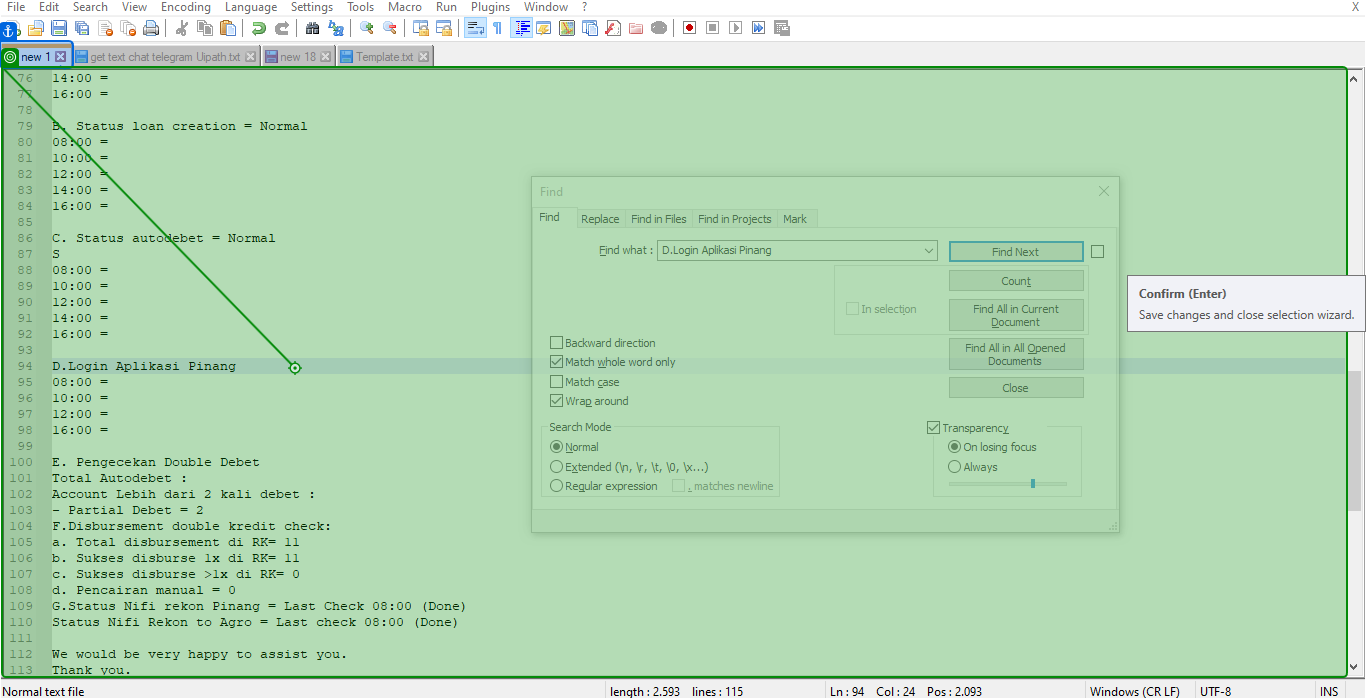 File Edit Search View Encoding Language Settings Tools Macro Run Plugins Window ? X
new 1 get text chat telegram Uipath.txt new 18 Template.txt
76 14:00 =
77 16:00 =
78
79 B. Status loan creation = Normal
80 08:00 =
81 10:00 =
82 12:00 =
83 14:00 =
84 16:00 =
85
86 C. Status autodebet = Normal
87 S
88 08:00 =
89 10:00 =
90 12:00 =
91 14:00 =
92 16:00 =
93
94 D.Login Aplikasi Pinang
95 08:00 =
96 10:00 =
97 12:00 =
98 16:00 =
99
100 E. Pengecekan Double Debet
101 Total Autodebet :
102 Account Lebih dari 2 kali debet :
103 - Partial Debet = 2
104 F.Disbursement double kredit check:
105 a. Total disbursement di RK= 11
106 b. Sukses disburse 1x di RK= 11
107 c. Sukses disburse >1x di RK= 0
108 d. Pencairan manual = 0
109 G.Status Nifi rekon Pinang = Last Check 08:00 (Done)
110 Status Nifi Rekon to Agro = Last check 08:00 (Done)
111
112 We would be very happy to assist you.
113 Thank you.
Find
Find Replace Find in Files Find in Projects Mark
Find what : D.Login Aplikasi Pinang Find Next
Count
In selection Find All in Current
Document
Find All in All Opened
Documents
Close
Backward direction
Match whole word only
Match case
Wrap around
Search Mode
Normal
Extended (\n, \r, \t, \0, \x...)
Regular expression . matches newline
Transparency
On losing focus
Always
Confirm (Enter)
Save changes and close selection wizard.
Normal text file length : 2.593 lines : 115 Ln : 94 Col : 24 Pos : 2.093 Windows (CR LF) UTF-8 INS